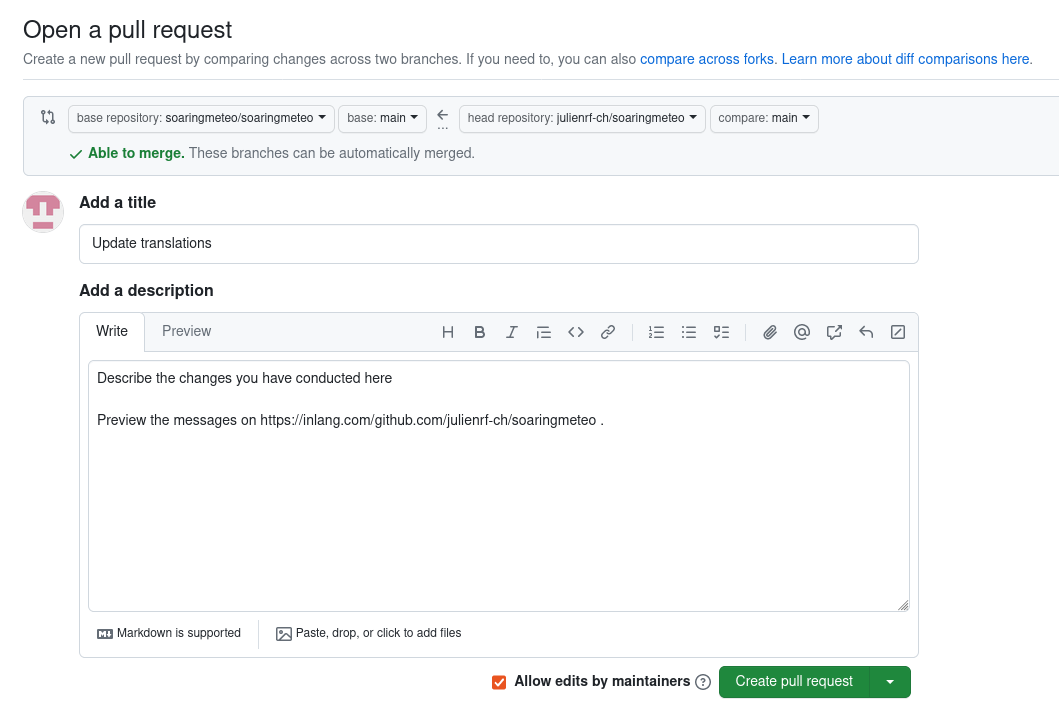 Open a pull request
Create a new pull request by comparing changes across two branches. If you need to, you can also compare across forks. Learn more about diff comparisons here.
base repository: soaringmeteo/soaringmeteo base: main ... head repository: julienrf-ch/soaringmeteo compare: main
Able to merge. These branches can be automatically merged.
Add a title
Update translations
Add a description
Write Preview
Describe the changes you have conducted here
Preview the messages on https://inlang.com/github.com/julienrf-ch/soaringmeteo .
Markdown is supported Paste, drop, or click to add files
Allow edits by maintainers Create pull request